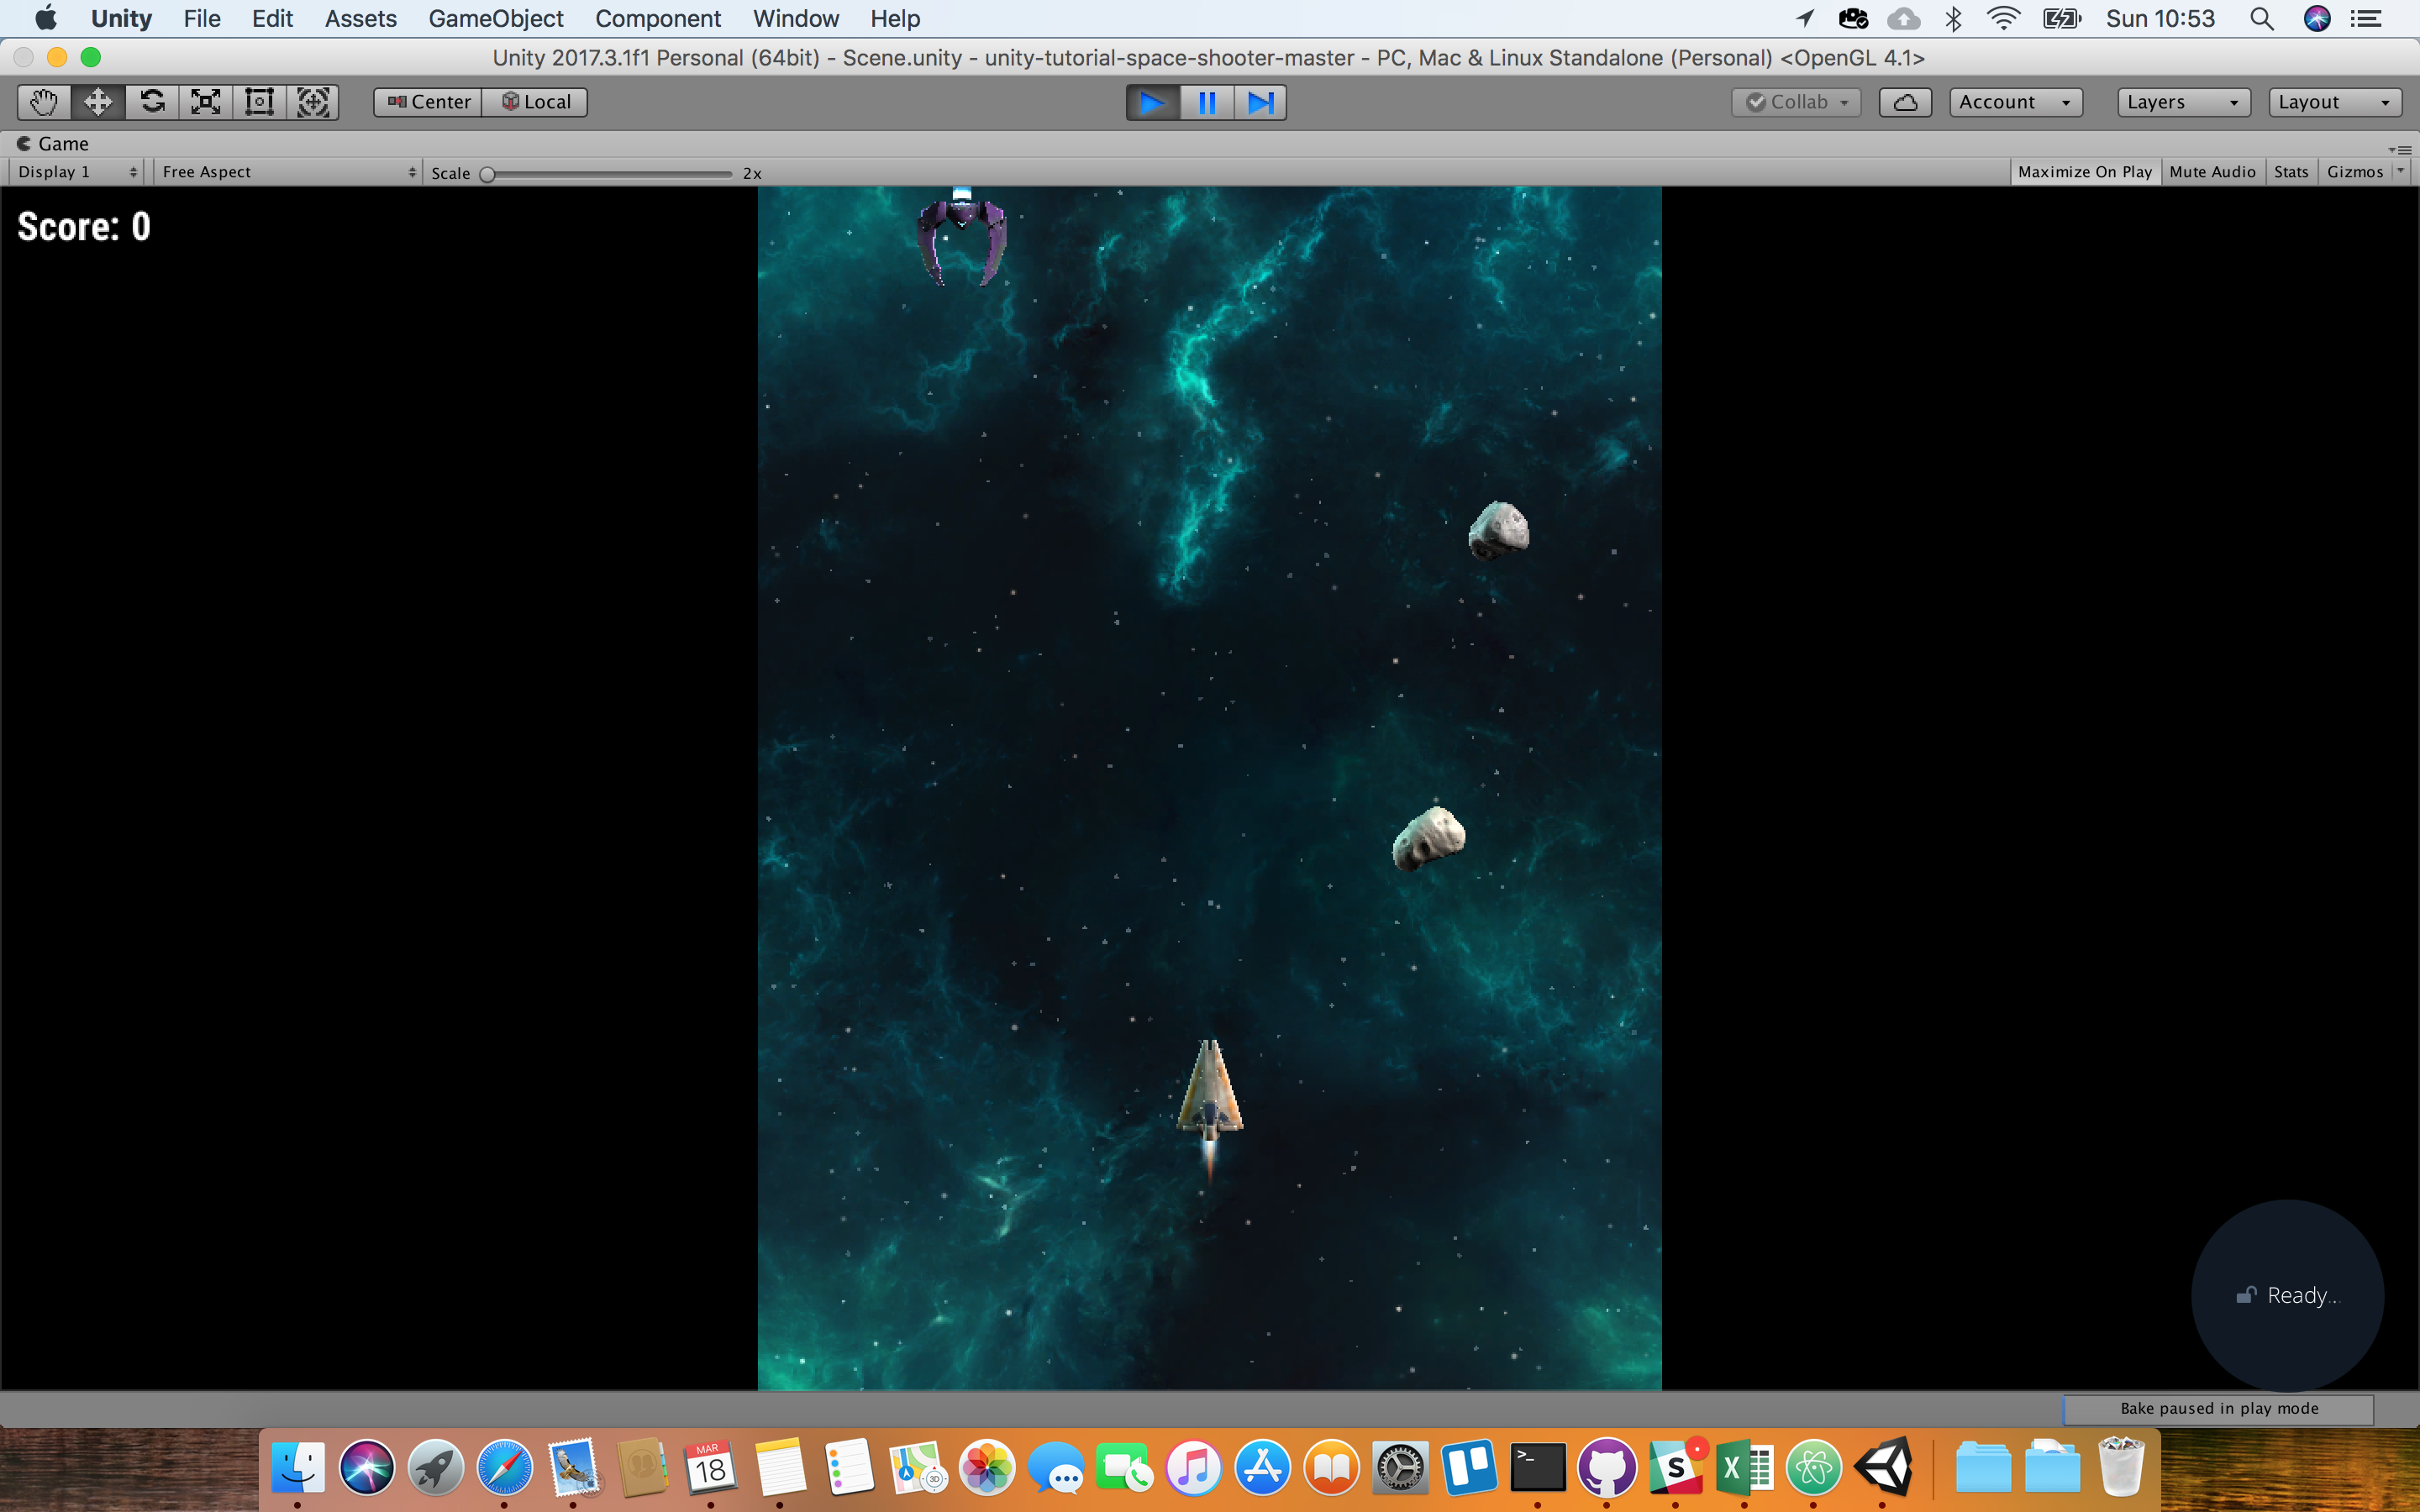 Unity File Edit Assets GameObject Component Window Help Sun 10:53
Unity 2017.3.1f1 Personal (64bit) - Scene.unity - unity-tutorial-space-shooter-master - PC, Mac & Linux Standalone (Personal) <OpenGL 4.1>
Center Local Collab Account Layers Layout
Game
Display 1 Free Aspect Scale 2x Maximize On Play Mute Audio Stats Gizmos
Score: 0
Ready...
Bake paused in play mode
MAR
18
3D
>_
S
X